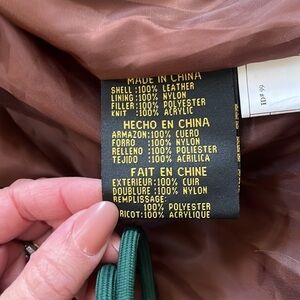 MADE IN CHINA
SHELL :100% LEATHER
LINING:100% NYLON
FILLER:100% POLYESTER
KNIT :100% ACRYLIC
HECHO EN CHINA
ARMAZON:100% CUERO
FORRO :100% NYLON
RELLENO :100% POLIESTER
TEJIDO :100% ACRILICA
FAIT EN CHINE
EXTERIEUR:100% CUIR
DOUBLURE :100% NYLON
REMPLISSAGE:
100% POLYESTER
RICOT:100% ACRYLIQUE